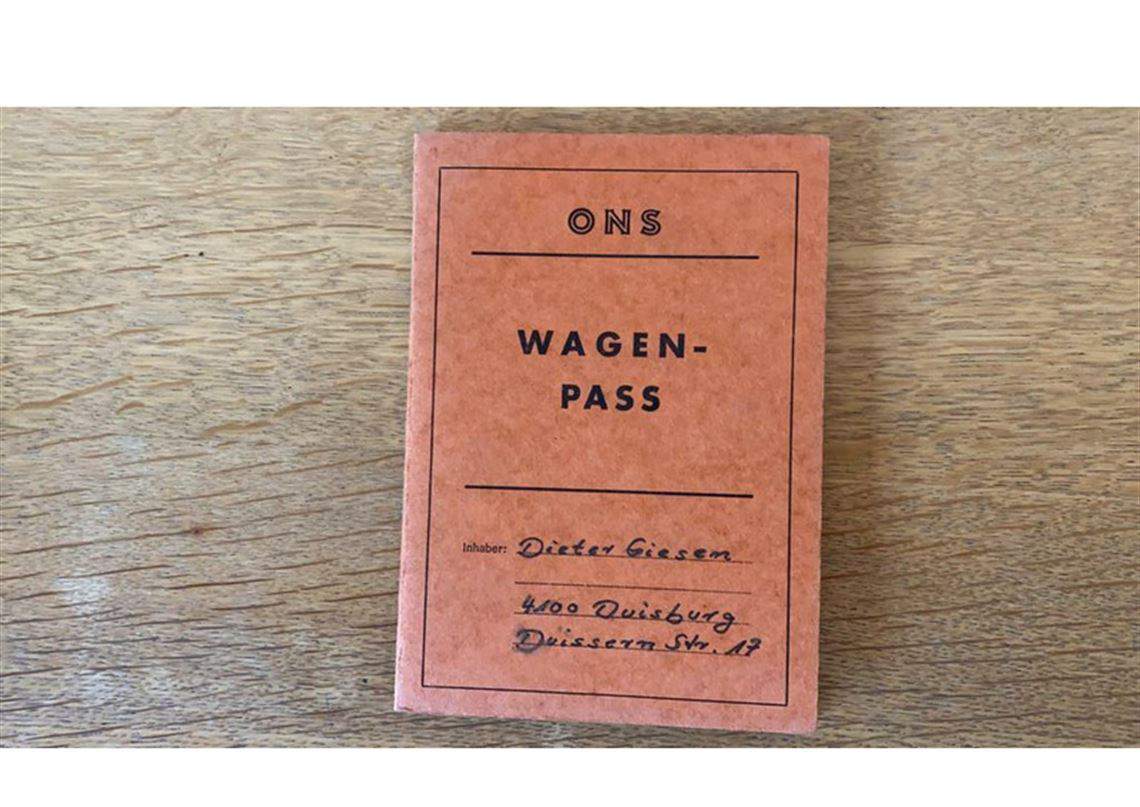 ONS
WAGEN-
PASS
Inhaber: Dieter Giesen
4100 Duisburg
Duissern Str. 17